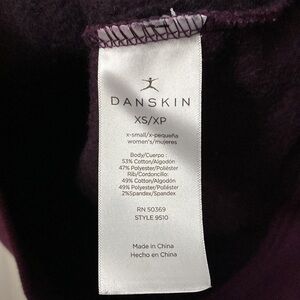 DANSKIN
XS/XP
x-small/x-pequeña
women's/mujeres
Body/Cuerpo :
53% Cotton/Algodón
47% Polyester/Poliéster
Rib/Cordoncillo:
49% Cotton/Algodón
49% Polyester/Poliéster
2%Spandex/Spandex
RN 50369
STYLE 9510
Made in China
Hecho en China